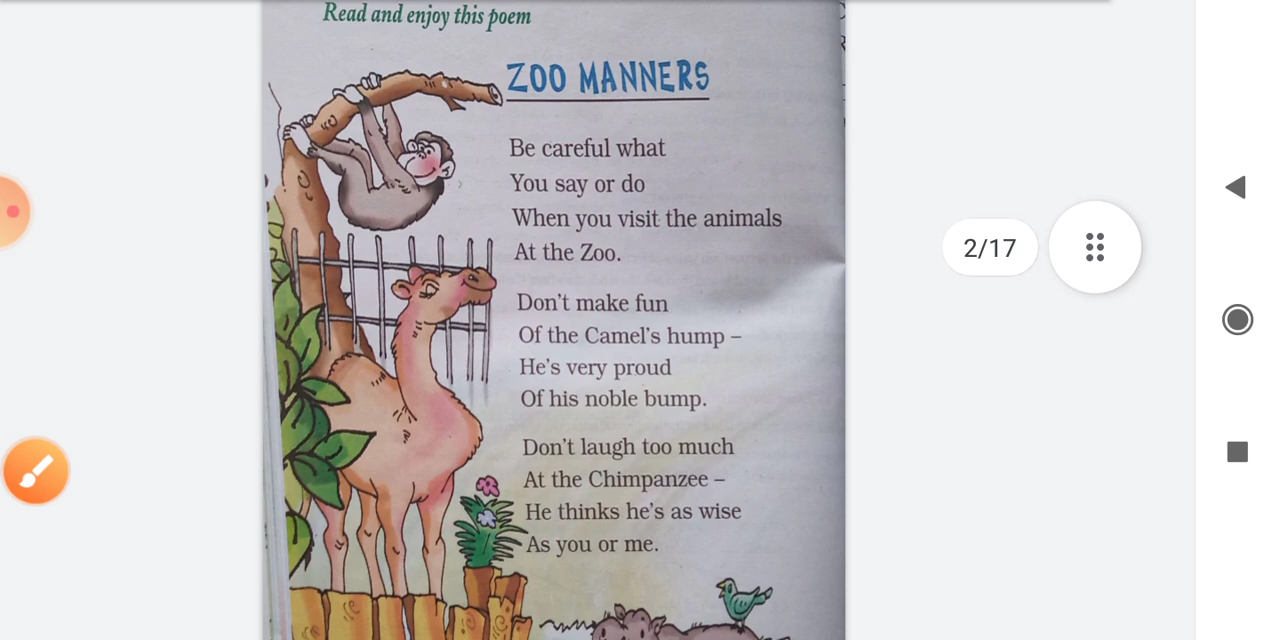 Read and enjoy this poem
ZOO MANNERS
Be careful what
You say or do
When you visit the animals
At the Zoo.
Don't make fun
Of the Camel's hump –
He's very proud
Of his noble bump.
Don't laugh too much
At the Chimpanzee –
He thinks he's as wise
As you or me.
2/17